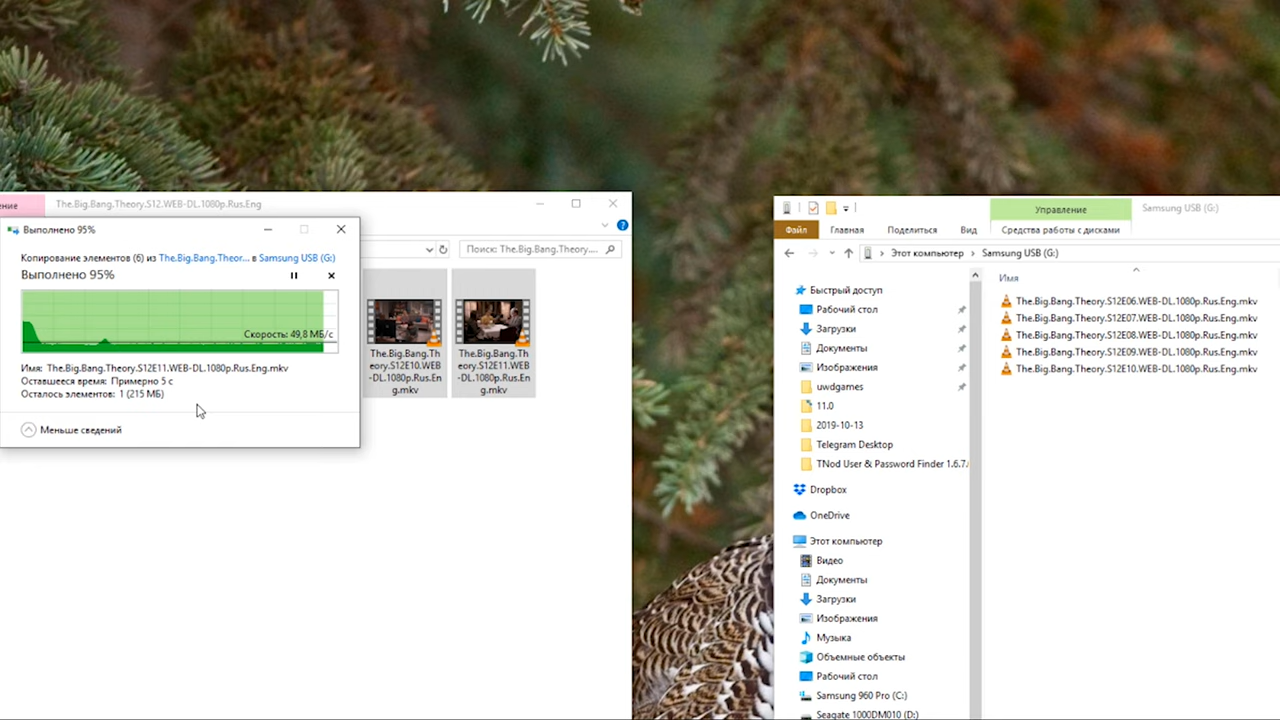 ение
The.Big.Bang.Theory.S12.WEB-DL.1080p.Rus.Eng
Выполнено 95%
Копирование элементов (6) из The.Big.Bang.Theor... в Samsung USB (G:)
Выполнено 95%
Скорость: 49,8 МБ/с
Имя: The.Big.Bang.Theory.S12E11.WEB-DL.1080p.Rus.Eng.mkv
Оставшееся время: Примерно 5 с
Осталось элементов: 1 (215 МБ)
Меньше сведений
Поиск: The.Big.Bang.Theory....
The.Big.Bang.Th
eory.S12E10.WEB
-DL.1080p.Rus.En
g.mkv
The.Big.Bang.Th
eory.S12E11.WEB
-DL.1080p.Rus.En
g.mkv
Управление
Samsung USB (G:)
Файл
Главная
Поделиться
Вид
Средства работы с дисками
Этот компьютер
Samsung USB (G:)
Быстрый доступ
Рабочий стол
Загрузки
Документы
Изображения
uwdgames
11.0
2019-10-13
Telegram Desktop
TNod User & Password Finder 1.6.7.
Dropbox
OneDrive
Этот компьютер
Видео
Документы
Загрузки
Изображения
Музыка
Объемные объекты
Рабочий стол
Samsung 960 Pro (C:)
Seagate 1000DM010 (D:)
Имя
The.Big.Bang.Theory.S12E06.WEB-DL.1080p.Rus.Eng.mkv
The.Big.Bang.Theory.S12E07.WEB-DL.1080p.Rus.Eng.mkv
The.Big.Bang.Theory.S12E08.WEB-DL.1080p.Rus.Eng.mkv
The.Big.Bang.Theory.S12E09.WEB-DL.1080p.Rus.Eng.mkv
The.Big.Bang.Theory.S12E10.WEB-DL.1080p.Rus.Eng.mkv